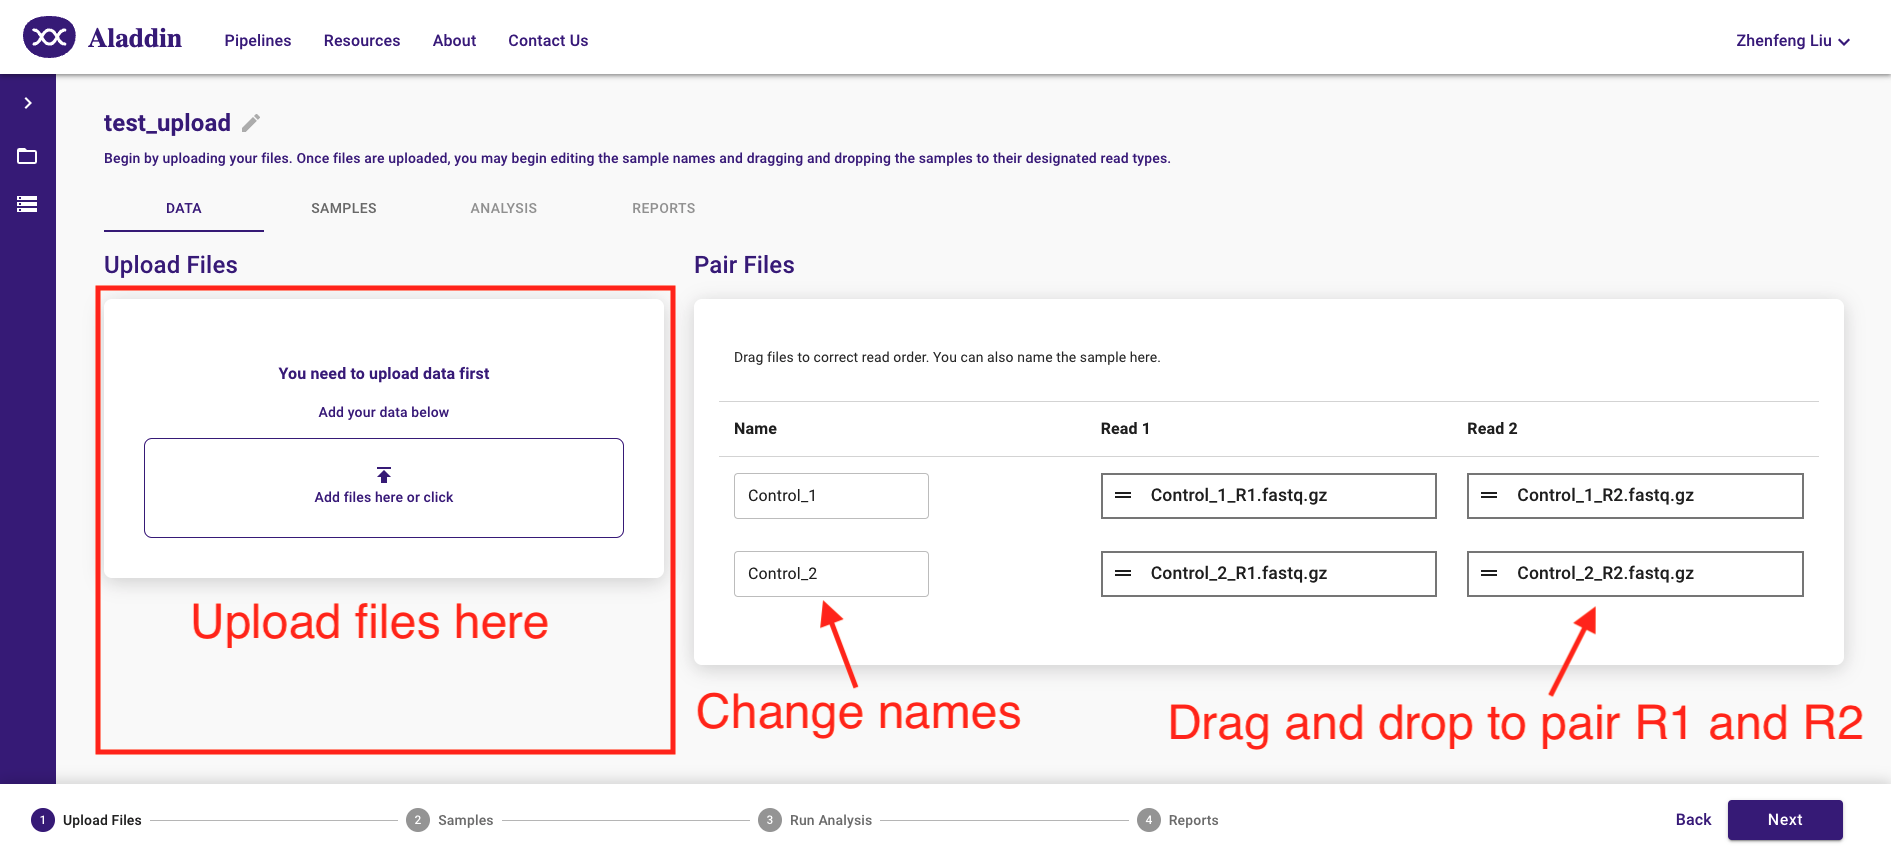 Aladdin
Pipelines
Resources
About
Contact Us
Zhenfeng Liu
test_upload
Begin by uploading your files. Once files are uploaded, you may begin editing the sample names and dragging and dropping the samples to their designated read types.
DATA
SAMPLES
ANALYSIS
REPORTS
Upload Files
You need to upload data first
Add your data below
Add files here or click
Upload files here
Pair Files
Drag files to correct read order. You can also name the sample here.
Name
Read 1
Read 2
Control_1
Control_1_R1.fastq.gz
Control_1_R2.fastq.gz
Control_2
Control_2_R1.fastq.gz
Control_2_R2.fastq.gz
Change names
Drag and drop to pair R1 and R2
1 Upload Files
2 Samples
3 Run Analysis
4 Reports
Back
Next